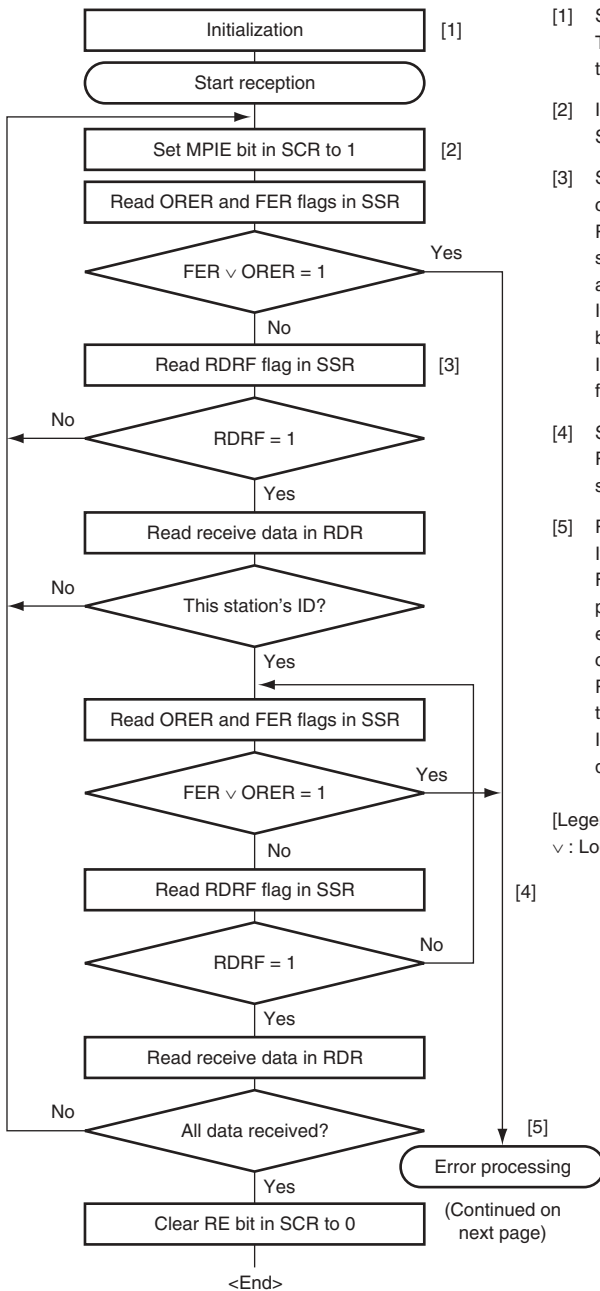 Initialization
[1]
Start reception
Set MPIE bit in SCR to 1
[2]
Read ORER and FER flags in SSR
FER ∨ ORER = 1
Yes
No
Read RDRF flag in SSR
[3]
RDRF = 1
No
Yes
Read receive data in RDR
This station's ID?
No
Yes
Read ORER and FER flags in SSR
FER ∨ ORER = 1
Yes
No
Read RDRF flag in SSR
[4]
RDRF = 1
No
Yes
Read receive data in RDR
All data received?
No
Yes
[5]
Error processing
(Continued on
next page)
Clear RE bit in SCR to 0
<End>
[1]
[2]
[3]
[4]
[5]
∨ :